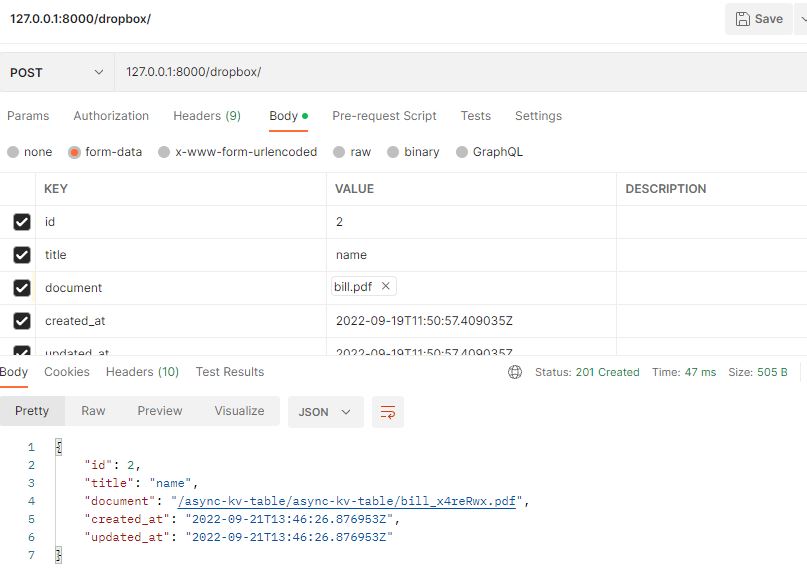 127.0.0.1:8000/dropbox/
Save
POST 127.0.0.1:8000/dropbox/
Params Authorization Headers (9) Body Pre-request Script Tests Settings
none form-data x-www-form-urlencoded raw binary GraphQL
KEY VALUE DESCRIPTION
id 2
title name
document bill.pdf
created_at 2022-09-19T11:50:57.409035Z
updated_at 2022-09-19T11:50:57.409035Z
Body Cookies Headers (10) Test Results Status: 201 Created Time: 47 ms Size: 505 B
Pretty Raw Preview Visualize JSON
1 {
2 "id": 2,
3 "title": "name",
4 "document": "/async-kv-table/async-kv-table/bill_x4reRwx.pdf",
5 "created_at": "2022-09-21T13:46:26.876953Z",
6 "updated_at": "2022-09-21T13:46:26.876953Z"
7 }